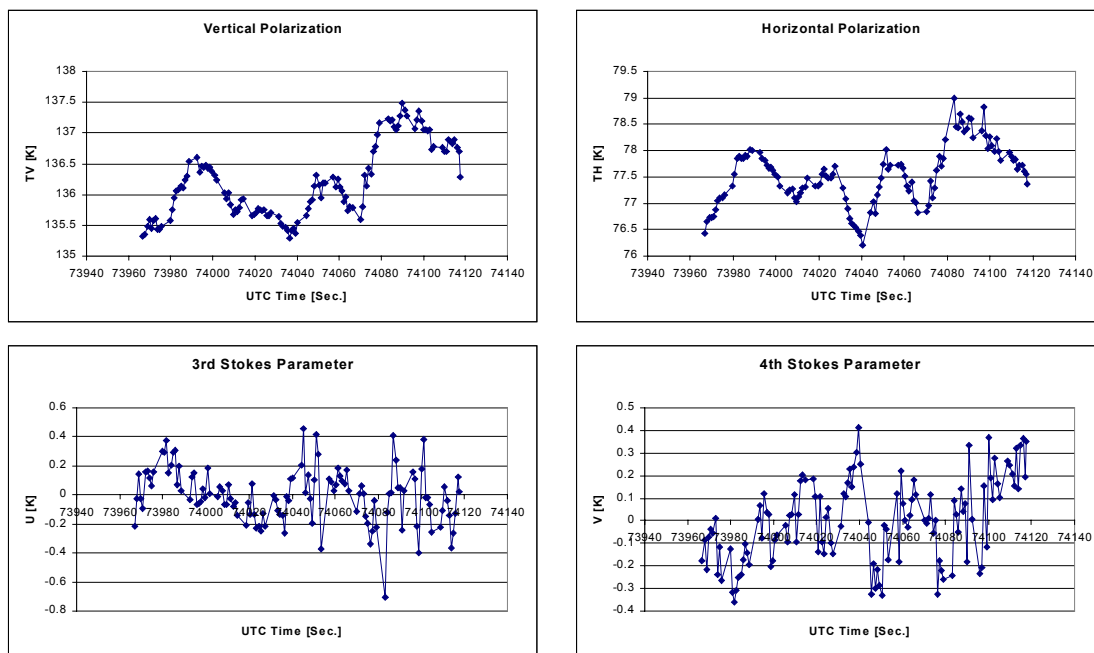 Vertical Polarization
TV [K]
138
137.5
137
136.5
136
135.5
135
73940 73960 73980 74000 74020 74040 74060 74080 74100 74120 74140
UTC Time [Sec.]
Horizontal Polarization
TH [K]
79.5
79
78.5
78
77.5
77
76.5
76
73940 73960 73980 74000 74020 74040 74060 74080 74100 74120 74140
UTC Time [Sec.]
3rd Stokes Parameter
U [K]
0.6
0.4
0.2
0
-0.2
-0.4
-0.6
-0.8
73940 73960 73980 74000 74020 74040 74060 74080 74100 74120 74140
UTC Time [Sec.]
4th Stokes Parameter
V [K]
0.5
0.4
0.3
0.2
0.1
0
-0.1
-0.2
-0.3
-0.4
73940 73960 73980 74000 74020 74040 74060 74080 74100 74120 74140
UTC Time [Sec.]